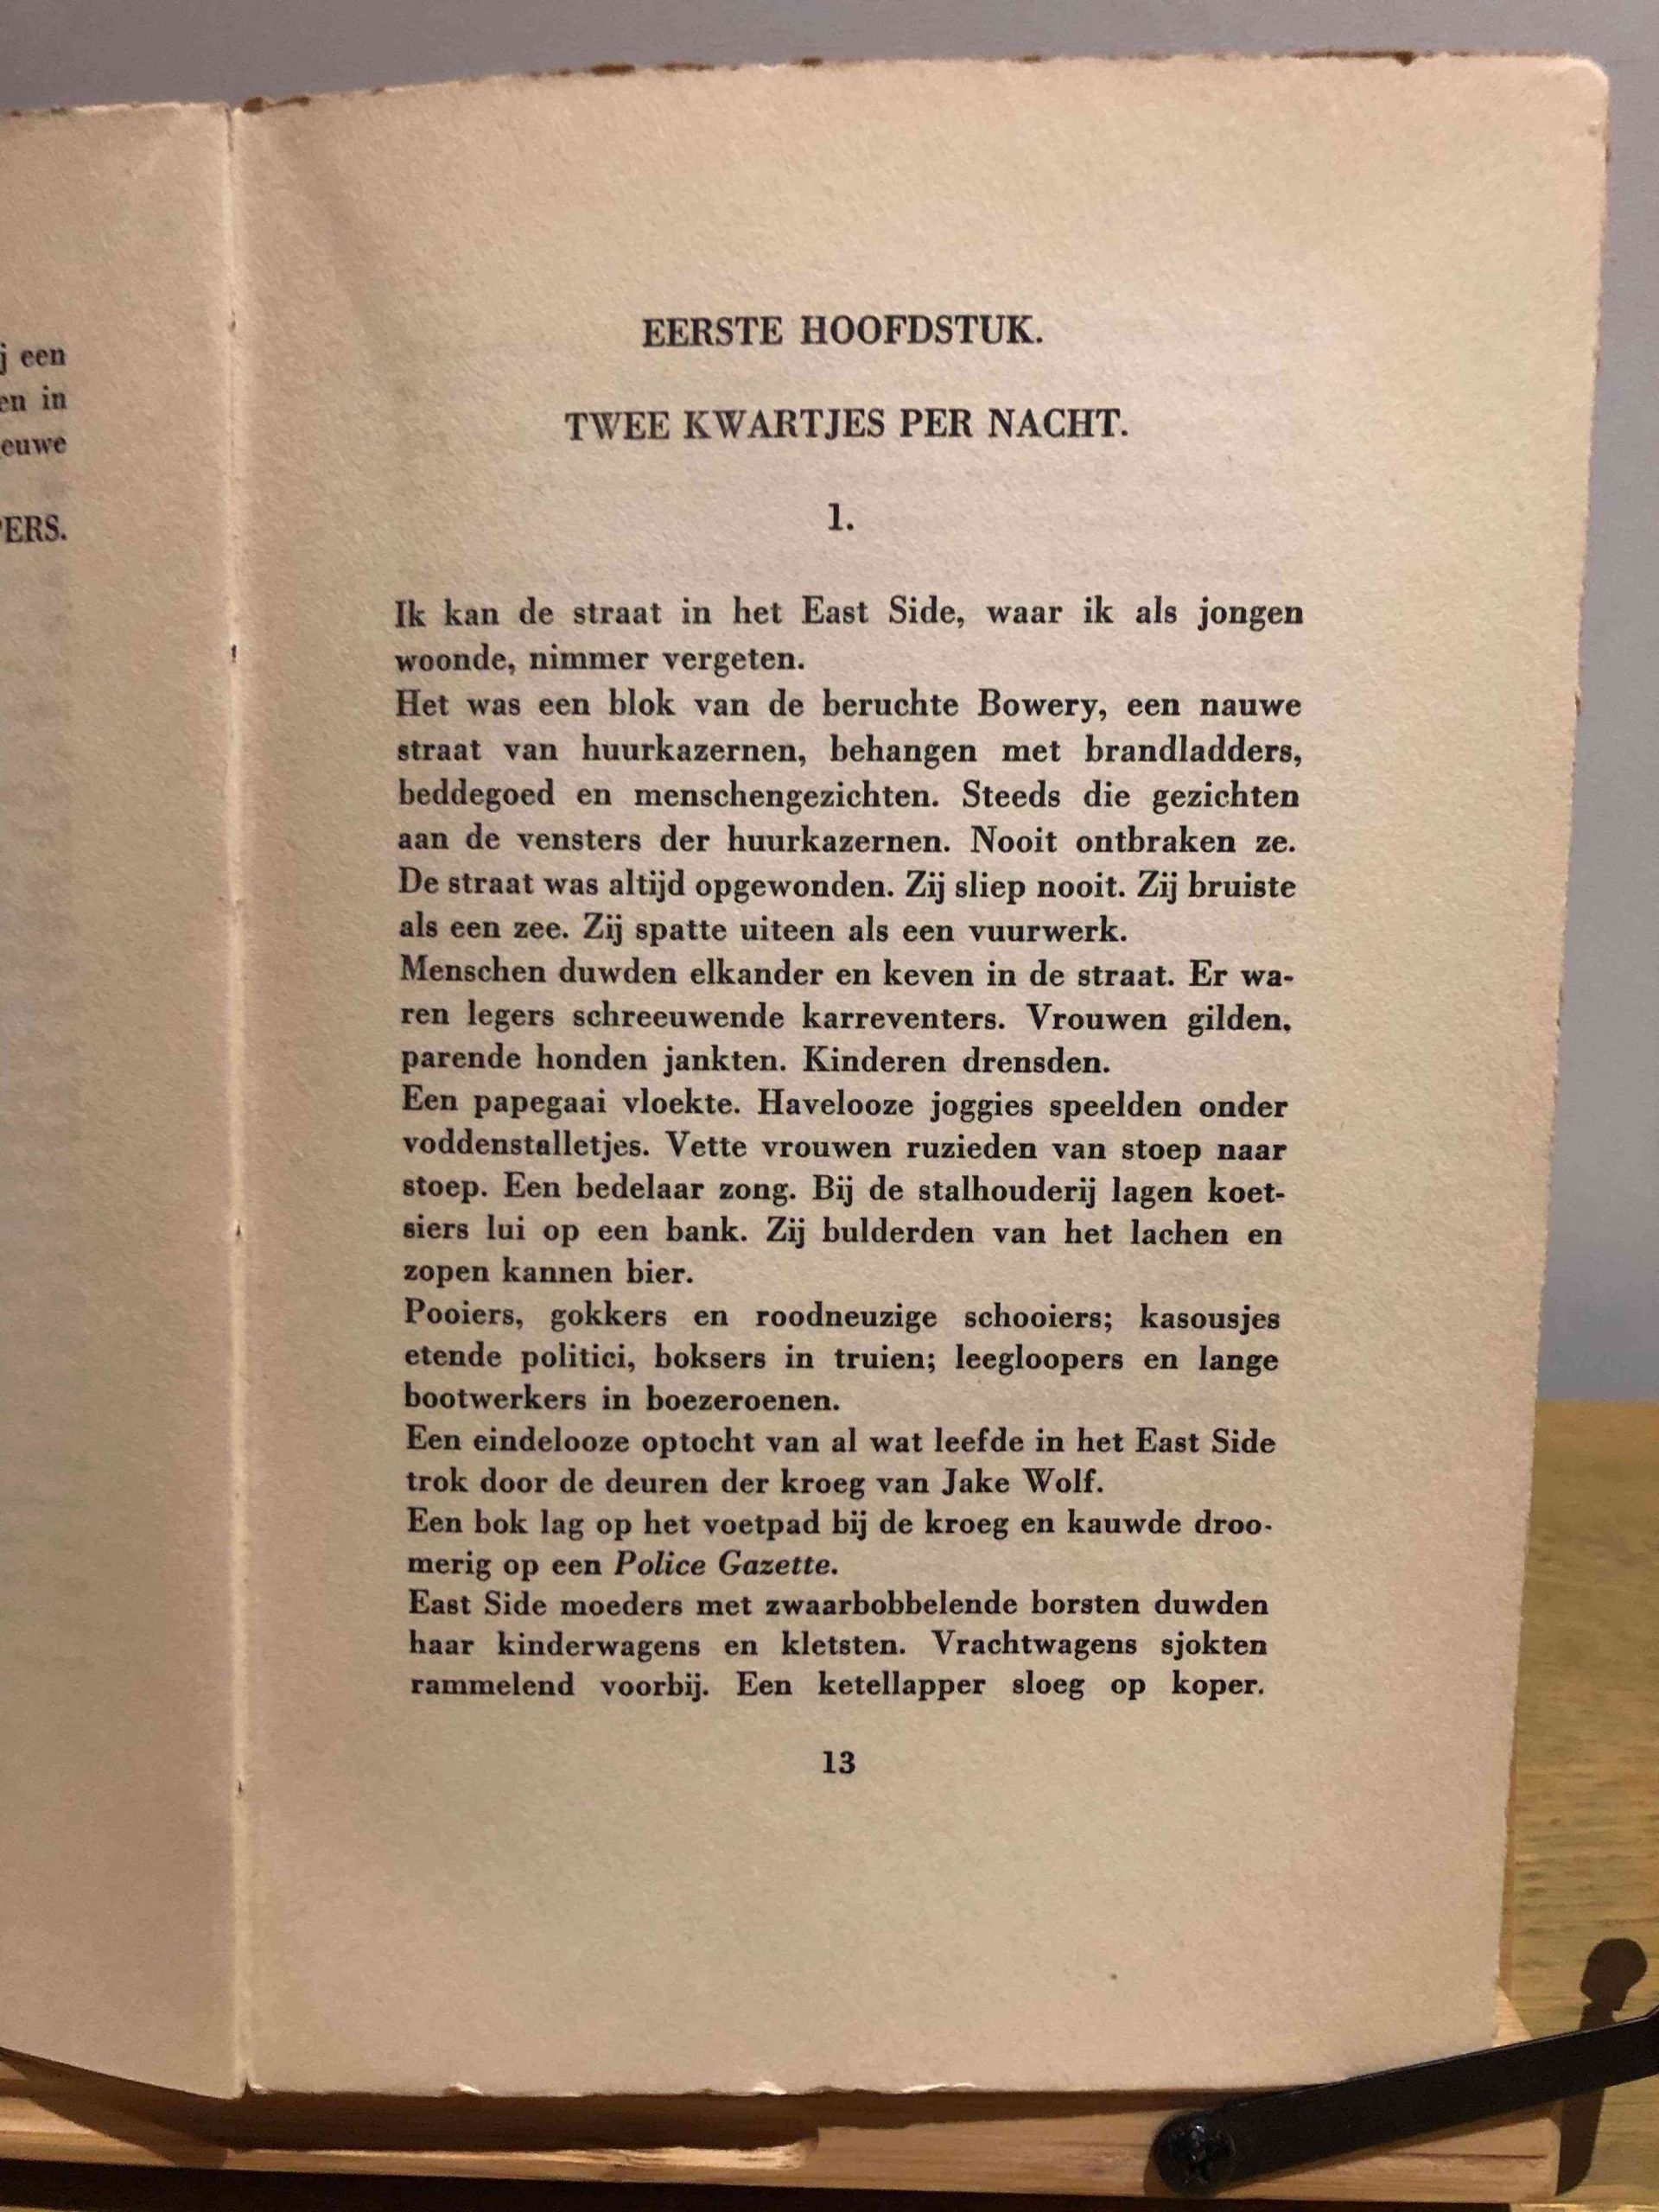 j een
en in
euwe
ERS.
EERSTE HOOFDSTUK.
TWEE KWARTJES PER NACHT.
1.
Ik kan de straat in het East Side, waar ik als jongen
woonde, nimmer vergeten.
Het was een blok van de beruchte Bowery, een nauwe
straat van huurkazernen, behangen met brandladders,
beddegoed en menschengezichten. Steeds die gezichten
aan de vensters der huurkazernen. Nooit ontbraken ze.
De straat was altijd opgewonden. Zij sliep nooit. Zij bruiste
als een zee. Zij spatte uiteen als een vuurwerk.
Menschen duwden elkander en keven in de straat. Er wa-
ren legers schreeuwende karreventers. Vrouwen gilden,
parende honden jankten. Kinderen drensden.
Een papegaai vloekte. Havelooze joggies speelden onder
voddenstalletjes. Vette vrouwen ruzieden van stoep naar
stoep. Een bedelaar zong. Bij de stalhouderij lagen koet-
siers lui op een bank. Zij bulderden van het lachen en
zopen kannen bier.
Pooiers, gokkers en roodneuzige schooiers; kasousjes
etende politici, boksers in truien; leegloopers en lange
bootwerkers in boezeroenen.
Een eindelooze optocht van al wat leefde in het East Side
trok door de deuren der kroeg van Jake Wolf.
Een bok lag op het voetpad bij de kroeg en kauwde droo-
merig op een Police Gazette.
East Side moeders met zwaarbobbelende borsten duwden
haar kinderwagens en kletsten. Vrachtwagens sjokten
rammelend voorbij. Een ketellapper sloeg op koper.
13